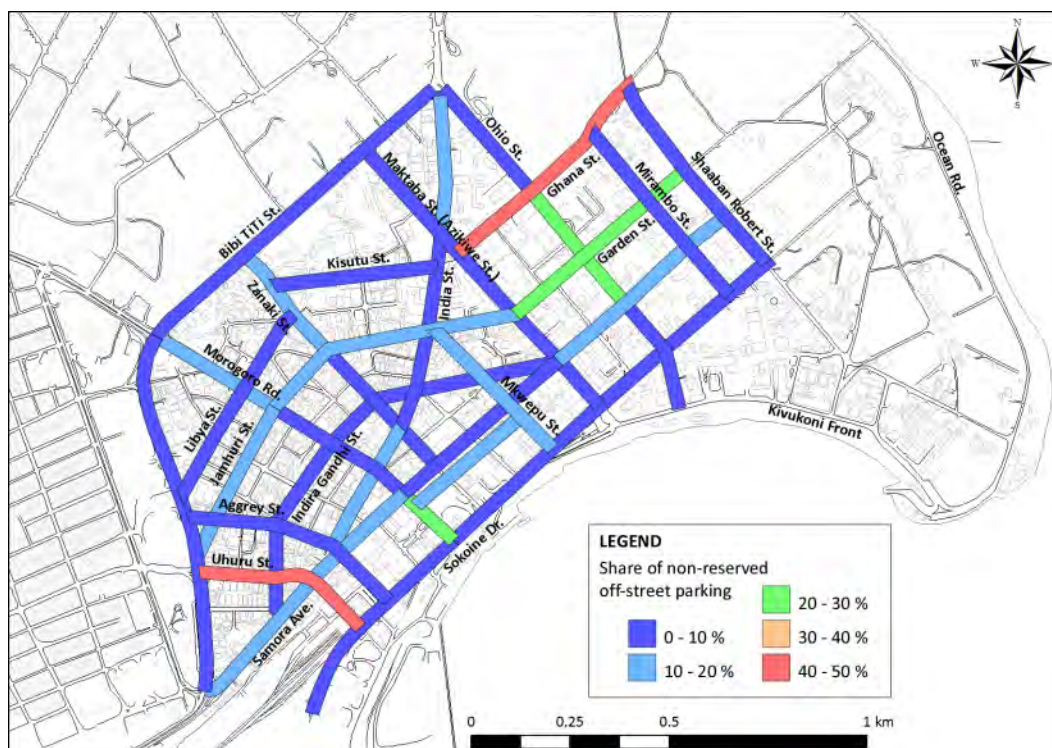 N
W
E
S
Ohio St.
Ghana St.
Shaaban Robert St.
Ocean Rd.
Maktaba St. (Azikiwe St.)
Mirambo St.
Garden St.
Bibi TiTi St.
Kisutu St.
India St.
Zanaki St.
Morogoro Rd.
Mkwepu St.
Kivukoni Front
Libya St.
Jamhuri St.
Indira Gandhi St.
Aggrey St.
Sokoine Dr.
Uhuru St.
Samora Ave.
LEGEND
Share of non-reserved
off-street parking
0 - 10 %
10 - 20 %
20 - 30 %
30 - 40 %
40 - 50 %
0 0.25 0.5 1 km